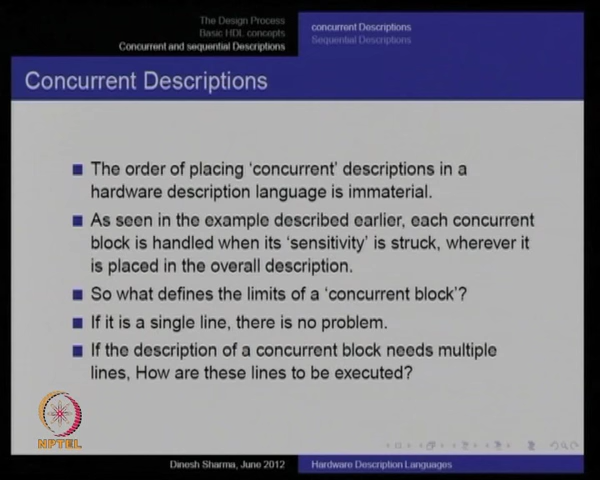 The Design Process
Basic HDL concepts
Concurrent and sequential Descriptions
concurrent Descriptions
Sequential Descriptions
Concurrent Descriptions
The order of placing 'concurrent' descriptions in a
hardware description language is immaterial.
As seen in the example described earlier, each concurrent
block is handled when its 'sensitivity' is struck, wherever it
is placed in the overall description.
So what defines the limits of a 'concurrent block'?
If it is a single line, there is no problem.
If the description of a concurrent block needs multiple
lines, How are these lines to be executed?
NPTEL
Dinesh Sharma, June 2012
Hardware Description Languages